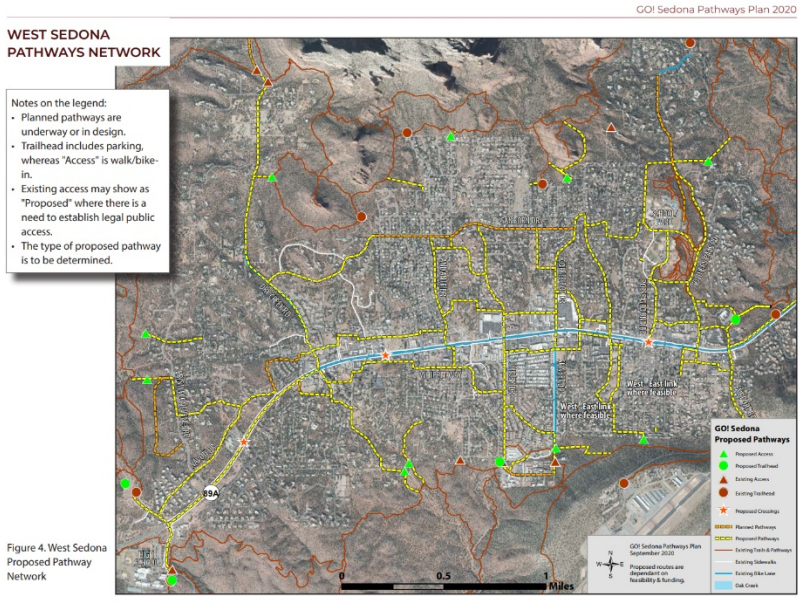 GO! Sedona Pathways Plan 2020
WEST SEDONA
PATHWAYS NETWORK
Notes on the legend:
• Planned pathways are
underway or in design.
• Trailhead includes parking,
whereas "Access" is walk/bike-
in.
• Existing access may show as
"Proposed" where there is a
need to establish legal public
access.
• The type of proposed pathway
is to be determined.
West - East link
where feasible
West - East link
where feasible
89A
GO! Sedona
Proposed Pathways
Proposed Access
Proposed Trailhead
Existing Access
Existing Trailhead
Proposed Crossings
Planned Pathways
Proposed Pathways
Existing Trails & Pathways
Existing Sidewalks
Existing Bike Lane
Oak Creek
N
W E
S
GO! Sedona Pathways Plan
September 2020
Proposed routes are
dependant on
feasibility & funding.
0 0.5 1
Miles
Figure 4. West Sedona
Proposed Pathway
Network